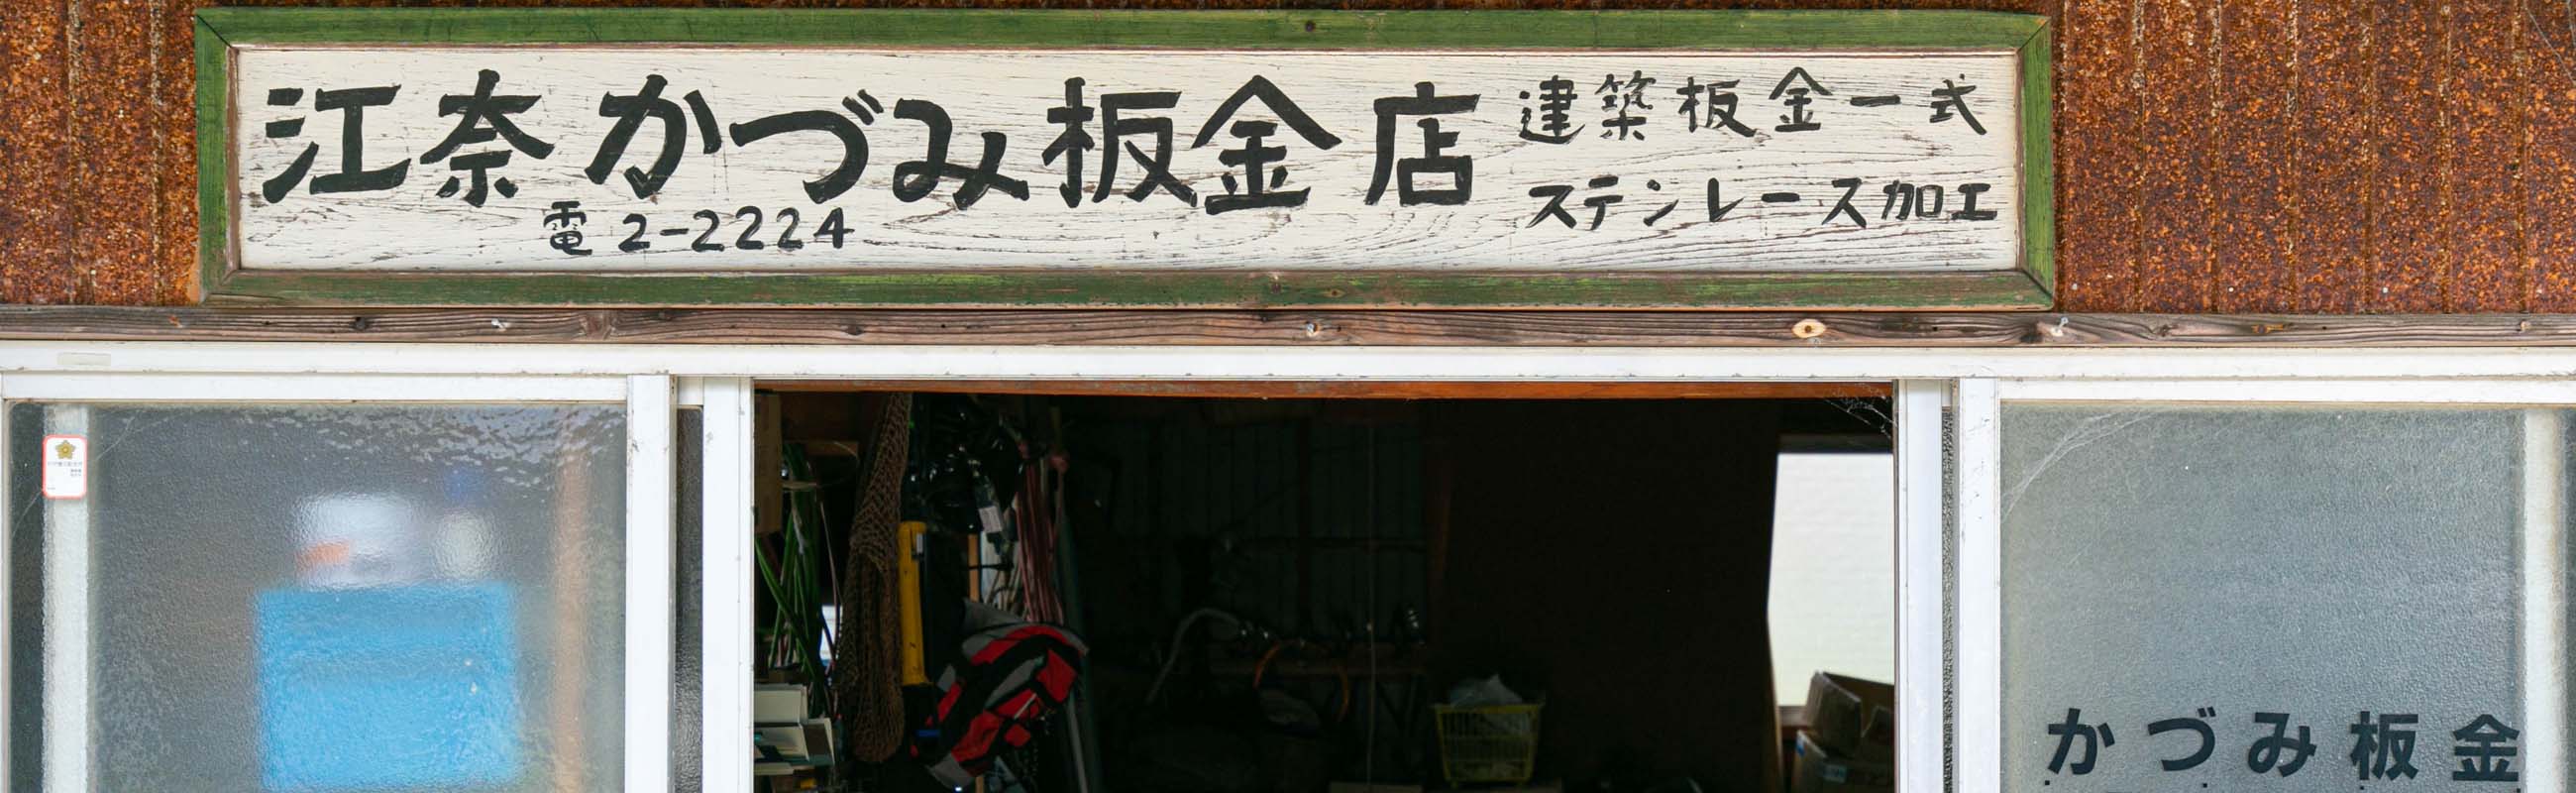 江奈かづみ板金店
電2-2224
建築板金一式
ステンレース加工
かづみ板金